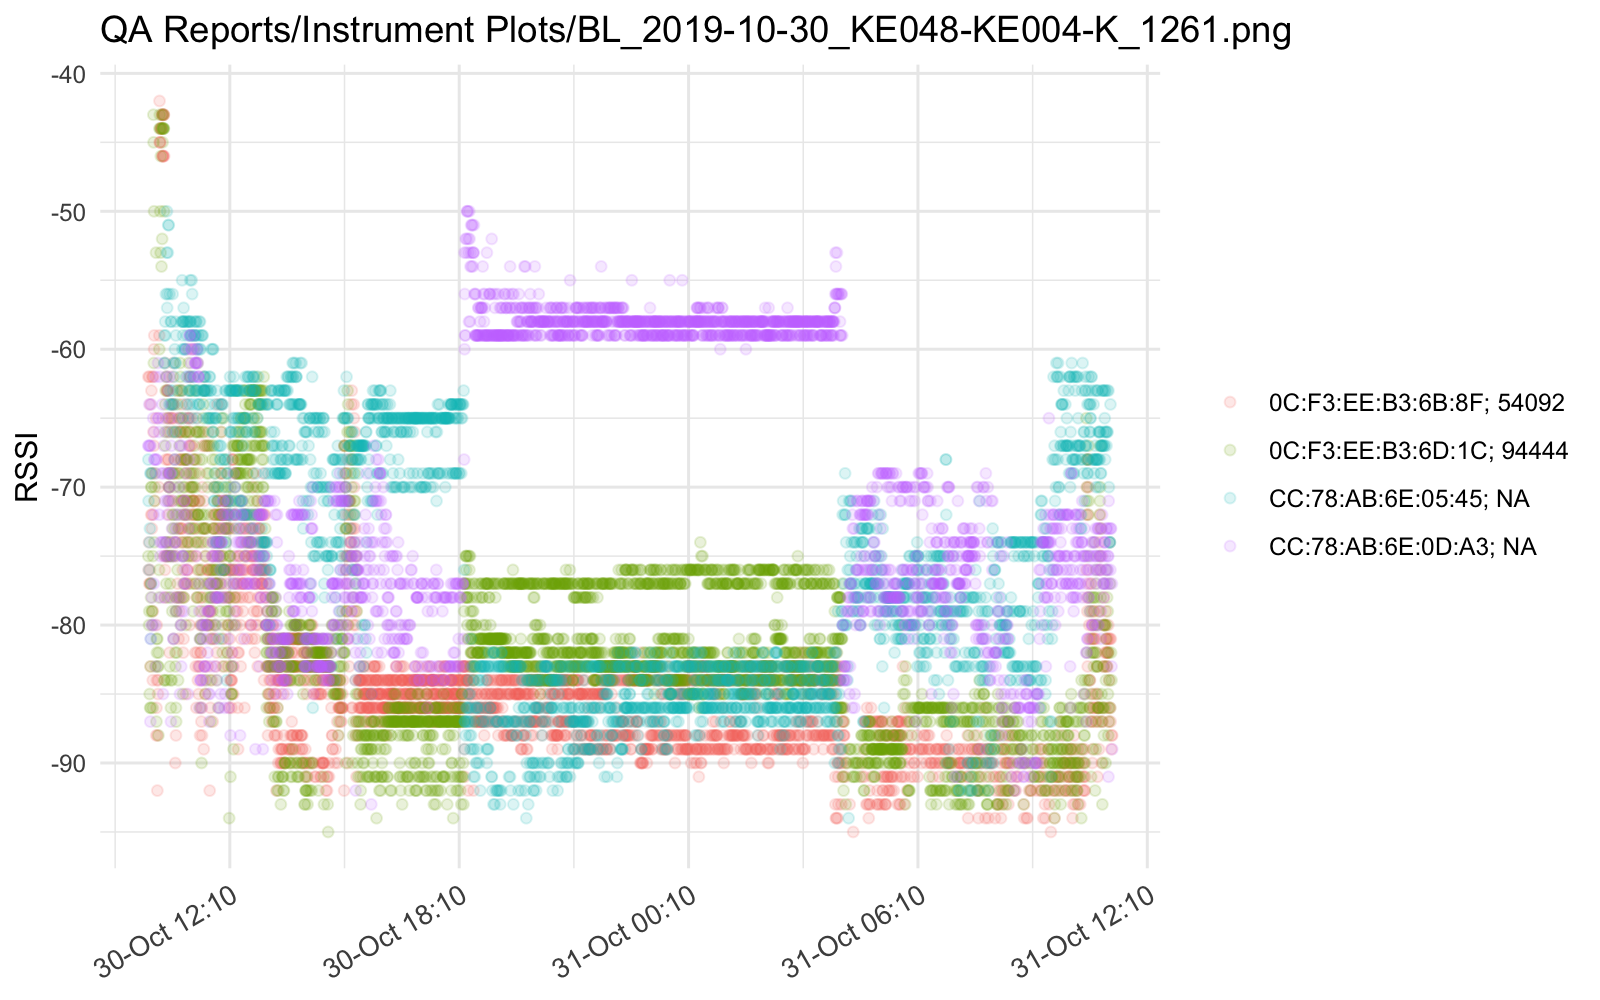 QA Reports/Instrument Plots/BL_2019-10-30_KE048-KE004-K_1261.png
-40
-50
-60
-70
-80
-90
RSSI
0C:F3:EE:B3:6B:8F; 54092
0C:F3:EE:B3:6D:1C; 94444
CC:78:AB:6E:05:45; NA
CC:78:AB:6E:0D:A3; NA
30-Oct 12:10
30-Oct 18:10
31-Oct 00:10
31-Oct 06:10
31-Oct 12:10